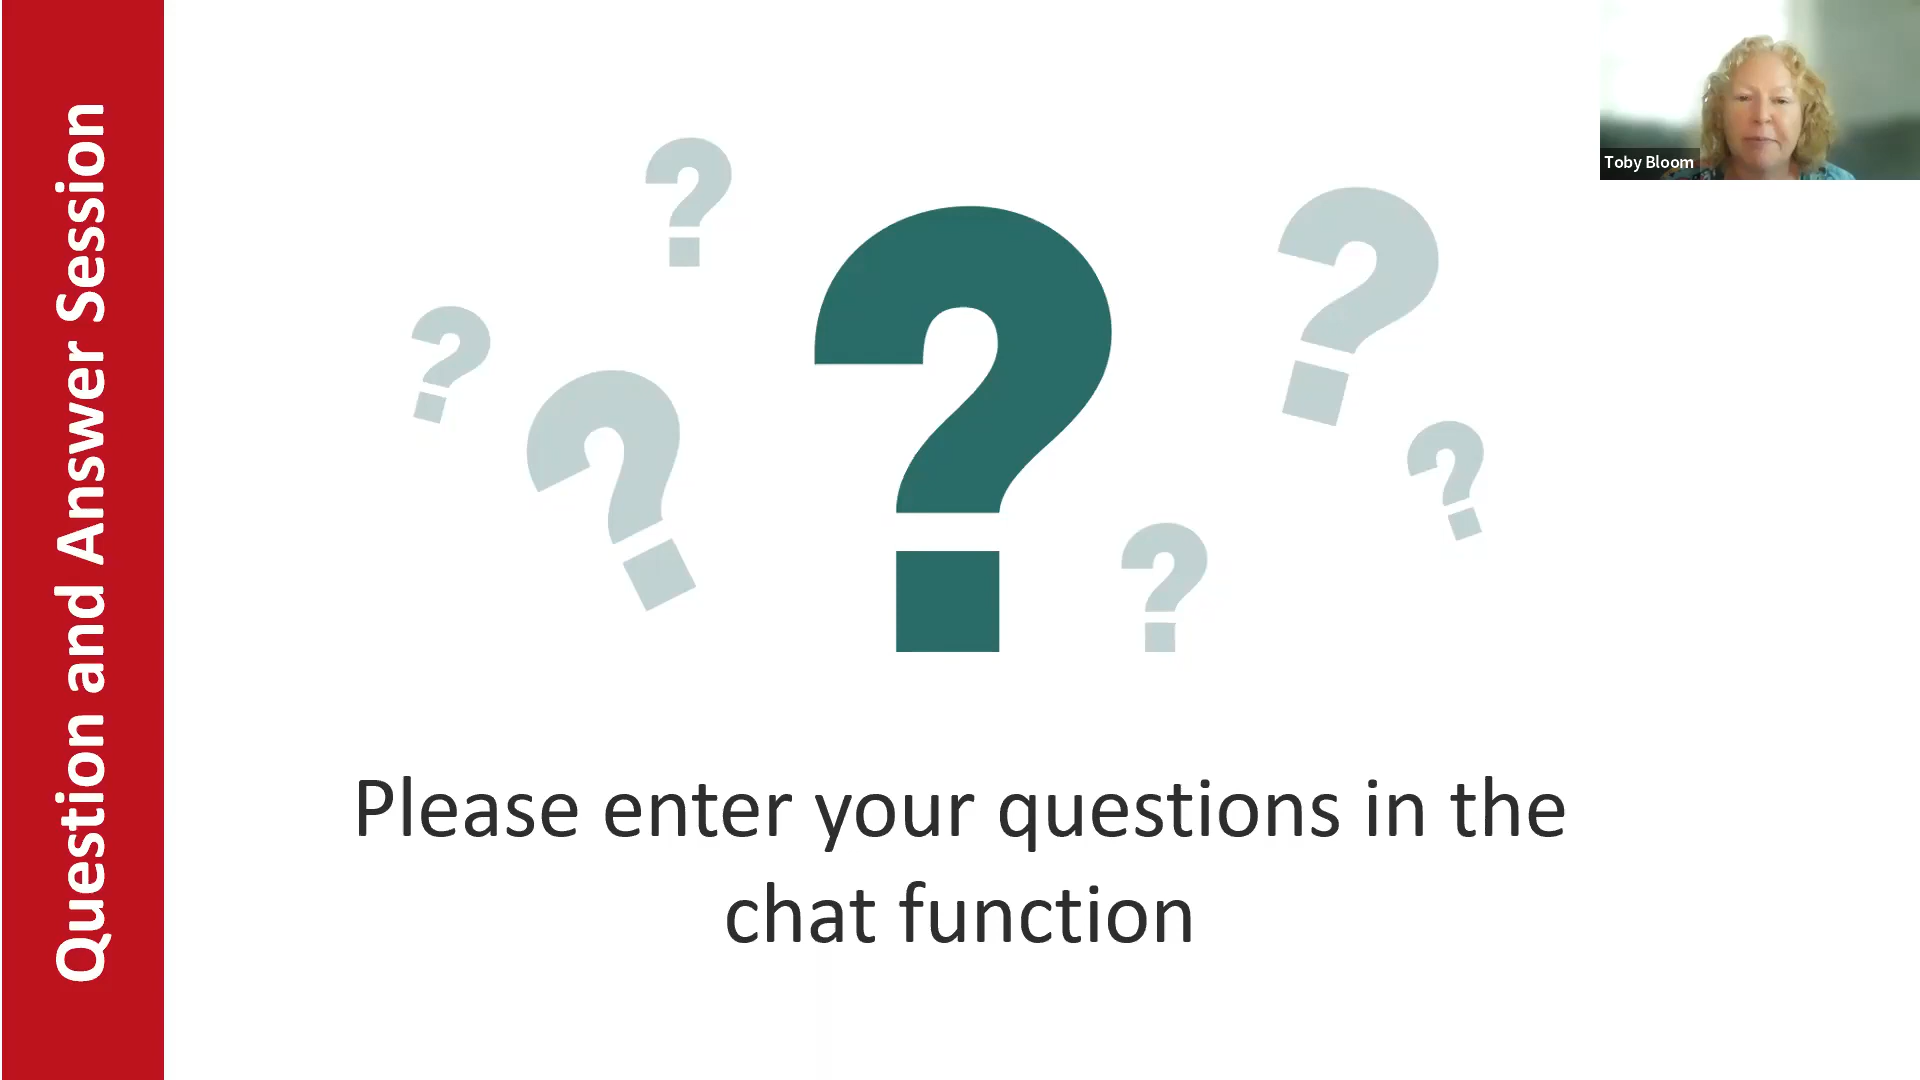 Question and Answer Session
Toby Bloom
?
?
?
?
?
?
?
Please enter your questions in the
chat function